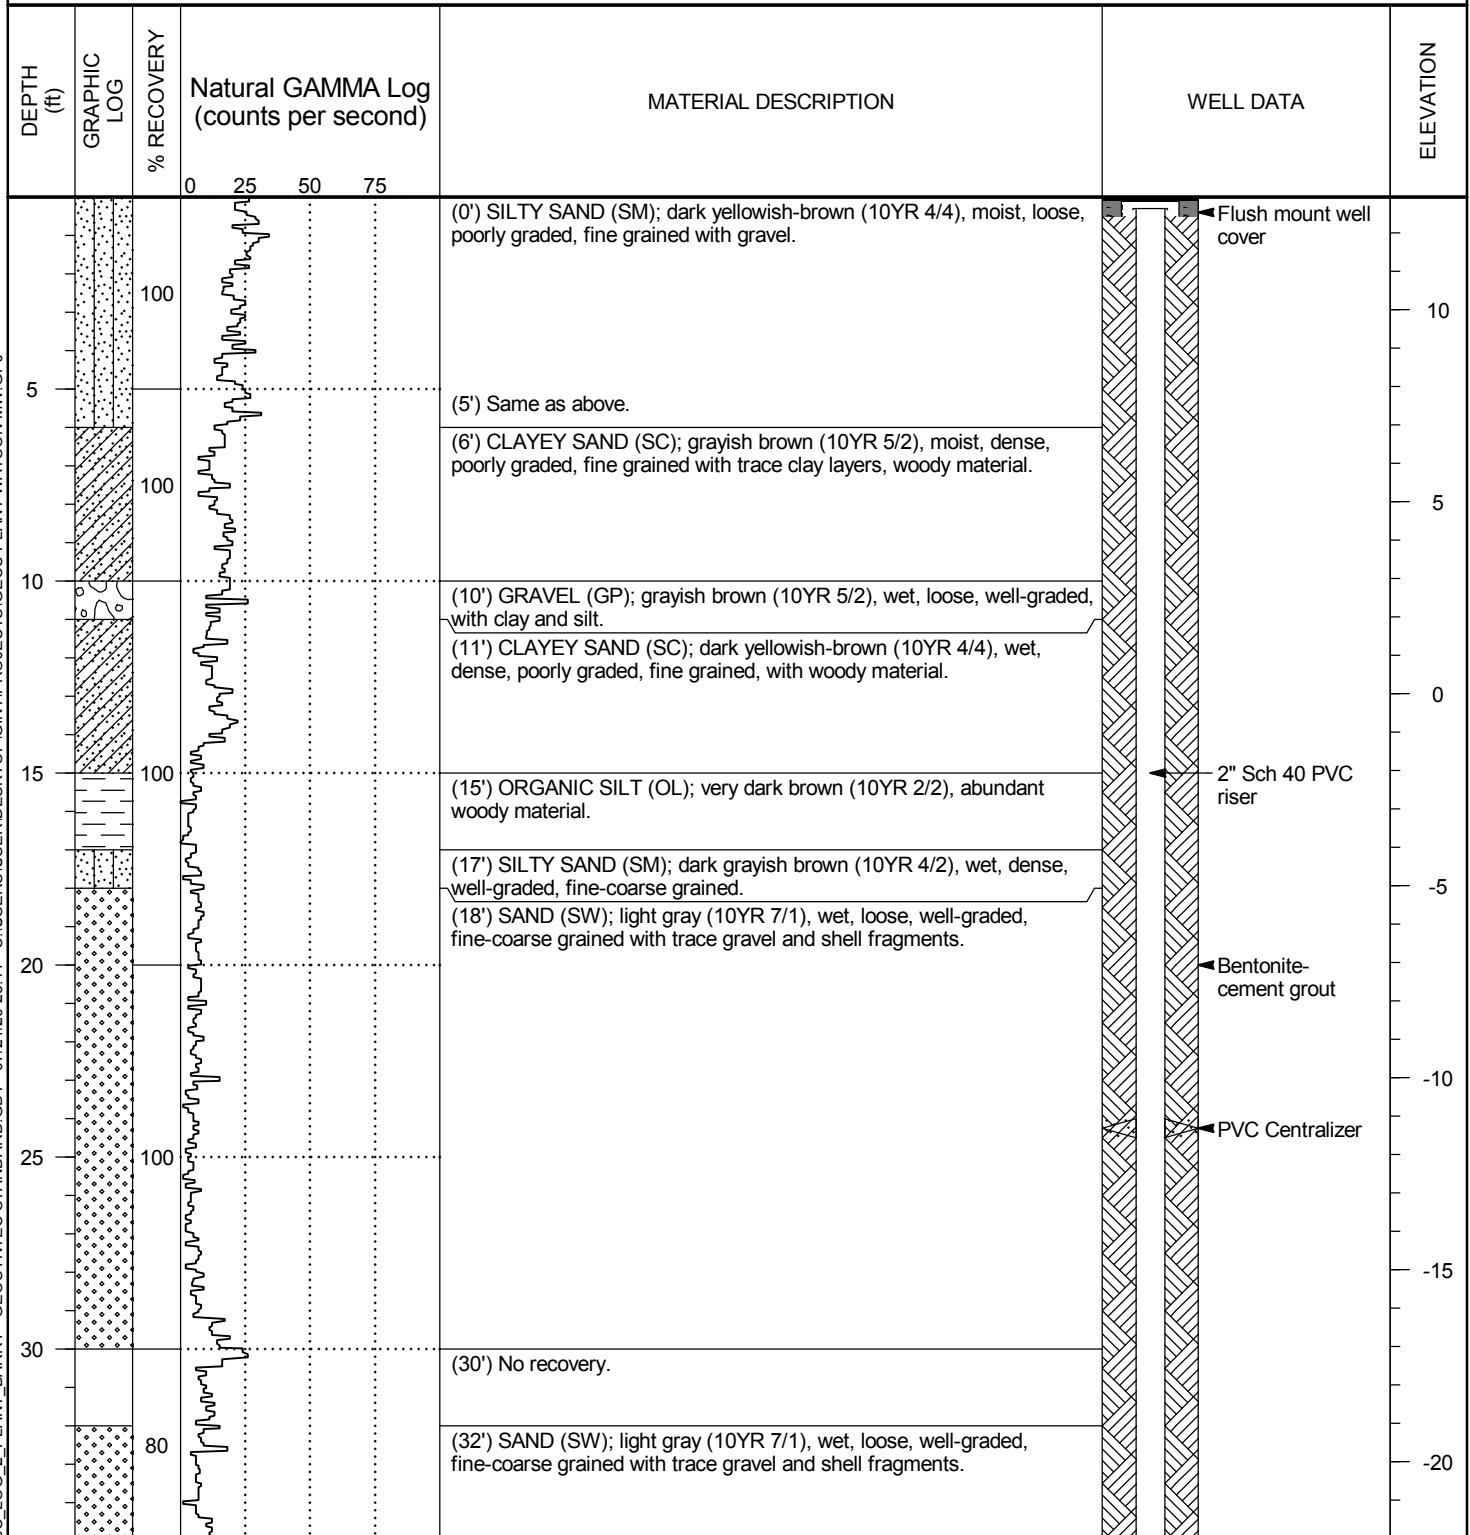 DEPTH
(ft)
GRAPHIC
LOG
% RECOVERY
Natural GAMMA Log
(counts per second)
0 25 50 75
MATERIAL DESCRIPTION
WELL DATA
ELEVATION
(0') SILTY SAND (SM); dark yellowish-brown (10YR 4/4), moist, loose,
poorly graded, fine grained with gravel.
Flush mount well
cover
100
10
5
(5') Same as above.
(6') CLAYEY SAND (SC); grayish brown (10YR 5/2), moist, dense,
poorly graded, fine grained with trace clay layers, woody material.
100
5
10
(10') GRAVEL (GP); grayish brown (10YR 5/2), wet, loose, well-graded,
with clay and silt.
(11') CLAYEY SAND (SC); dark yellowish-brown (10YR 4/4), wet,
dense, poorly graded, fine grained, with woody material.
0
15
100
(15') ORGANIC SILT (OL); very dark brown (10YR 2/2), abundant
woody material.
2" Sch 40 PVC
riser
(17') SILTY SAND (SM); dark grayish brown (10YR 4/2), wet, dense,
well-graded, fine-coarse grained.
-5
(18') SAND (SW); light gray (10YR 7/1), wet, loose, well-graded,
fine-coarse grained with trace gravel and shell fragments.
20
Bentonite-
cement grout
-10
PVC Centralizer
25
100
-15
30
(30') No recovery.
80
(32') SAND (SW); light gray (10YR 7/1), wet, loose, well-graded,
fine-coarse grained with trace gravel and shell fragments.
-20